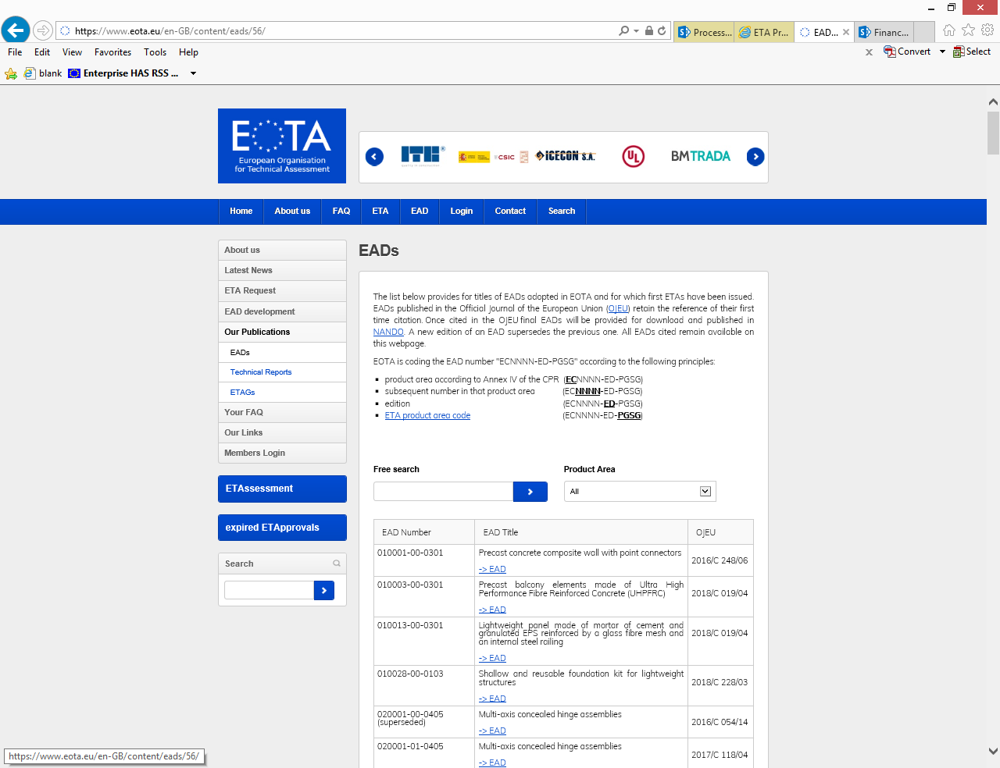 https://www.eota.eu/en-GB/content/eads/56/
Process...
ETA Pr...
EAD...
Financ...
File Edit View Favorites Tools Help
Convert
Select
blank
Enterprise HAS RSS ...
EOTA
European Organisation
for Technical Assessment
ITB
CSIC
ICECON S.A.
UL
BMTRADA
Home About us FAQ ETA EAD Login Contact Search
About us
Latest News
ETA Request
EAD development
Our Publications
EADs
Technical Reports
ETAGs
Your FAQ
Our Links
Members Login
ETAssessment
expired ETApprovals
Search
EADs
The list below provides for titles of EADs adopted in EOTA and for which first ETAs have been issued.
EADs published in the Official Journal of the European Union (OJEU) retain the reference of their first
time citation. Once cited in the OJEU final EADs will be provided for download and published in
NANDO. A new edition of an EAD supersedes the previous one. All EADs cited remain available on
this webpage.
EOTA is coding the EAD number "ECNNNN-ED-PGSG" according to the following principles:
product area according to Annex IV of the CPR (ECNNNN-ED-PGSG)
subsequent number in that product area (ECNNNN-ED-PGSG)
edition (ECNNNN-ED-PGSG)
ETA product area code (ECNNNN-ED-PGSG)
Free search
Product Area
All
EAD Number EAD Title OJEU
010001-00-0301 Precast concrete composite wall with point connectors
-> EAD
2016/C 248/06
010003-00-0301 Precast balcony elements made of Ultra High
Performance Fibre Reinforced Concrete (UHPFRC)
-> EAD
2018/C 019/04
010013-00-0301 Lightweight panel made of mortar of cement and
granulated EPS reinforced by a glass fibre mesh and
an internal steel railing
-> EAD
2018/C 019/04
010028-00-0103 Shallow and reusable foundation kit for lightweight
structures
-> EAD
2018/C 228/03
020001-00-0405 Multi-axis concealed hinge assemblies
(superseded)
-> EAD
2016/C 054/14
020001-01-0405 Multi-axis concealed hinge assemblies
-> EAD
2017/C 118/04
https://www.eota.eu/en-GB/content/eads/56/